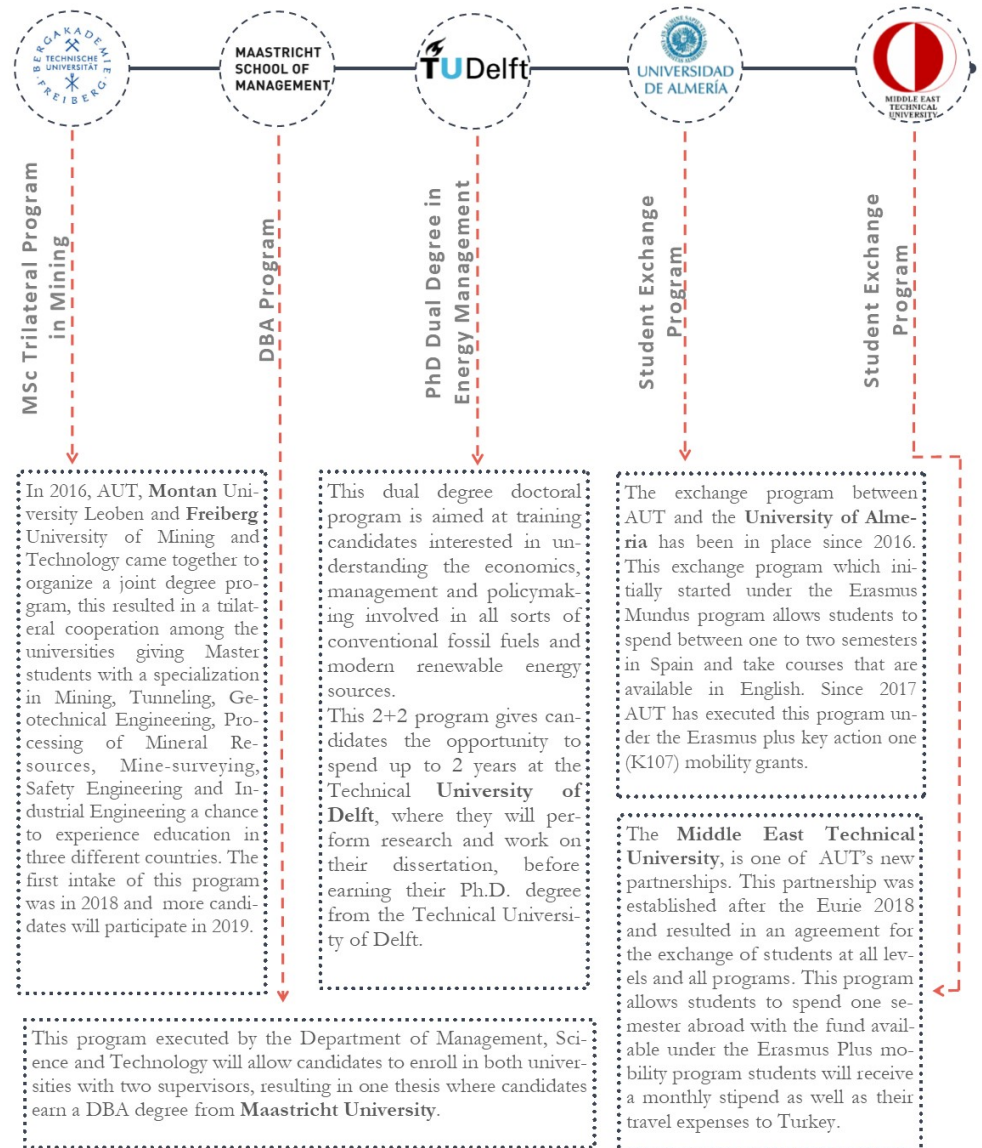 BERGAKADEMIE
TECHNISCHE
UNIVERSITÄT
FREIBERG
MAASTRICHT
SCHOOL OF
MANAGEMENT
TUDelft
UNIVERSIDAD
DE ALMERÍA
MIDDLE EAST
TECHNICAL
UNIVERSITY
MSc Trilateral Program
in Mining
DBA Program
PhD Dual Degree in
Energy Management
Student Exchange
Program
Student Exchange
Program
In 2016, AUT, Montan Uni-
versity Leoben and Freiberg
University of Mining and
Technology came together to
organize a joint degree pro-
gram, this resulted in a trilat-
eral cooperation among the
universities giving Master
students with a specialization
in Mining, Tunneling, Ge-
otechnical Engineering, Pro-
cessing of Mineral Re-
sources, Mine-surveying,
Safety Engineering and In-
dustrial Engineering a chance
to experience education in
three different countries. The
first intake of this program
was in 2018 and more candi-
dates will participate in 2019.
This dual degree doctoral
program is aimed at training
candidates interested in un-
derstanding the economics,
management and policymak-
ing involved in all sorts of
conventional fossil fuels and
modern renewable energy
sources.
This 2+2 program gives can-
didates the opportunity to
spend up to 2 years at the
Technical University of
Delft, where they will per-
form research and work on
their dissertation, before
earning their Ph.D. degree
from the Technical Universi-
ty of Delft.
The exchange program between
AUT and the University of Alme-
ria has been in place since 2016.
This exchange program which ini-
tially started under the Erasmus
Mundus program allows students to
spend between one to two semesters
in Spain and take courses that are
available in English. Since 2017
AUT has executed this program un-
der the Erasmus plus key action one
(K107) mobility grants.
The Middle East Technical
University, is one of AUT's new
partnerships. This partnership was
established after the Eurie 2018
and resulted in an agreement for
the exchange of students at all lev-
els and all programs. This program
allows students to spend one se-
mester abroad with the fund avail-
able under the Erasmus Plus mo-
bility program students will receive
a monthly stipend as well as their
travel expenses to Turkey.
This program executed by the Department of Management, Sci-
ence and Technology will allow candidates to enroll in both univer-
sities with two supervisors, resulting in one thesis where candidates
earn a DBA degree from Maastricht University.